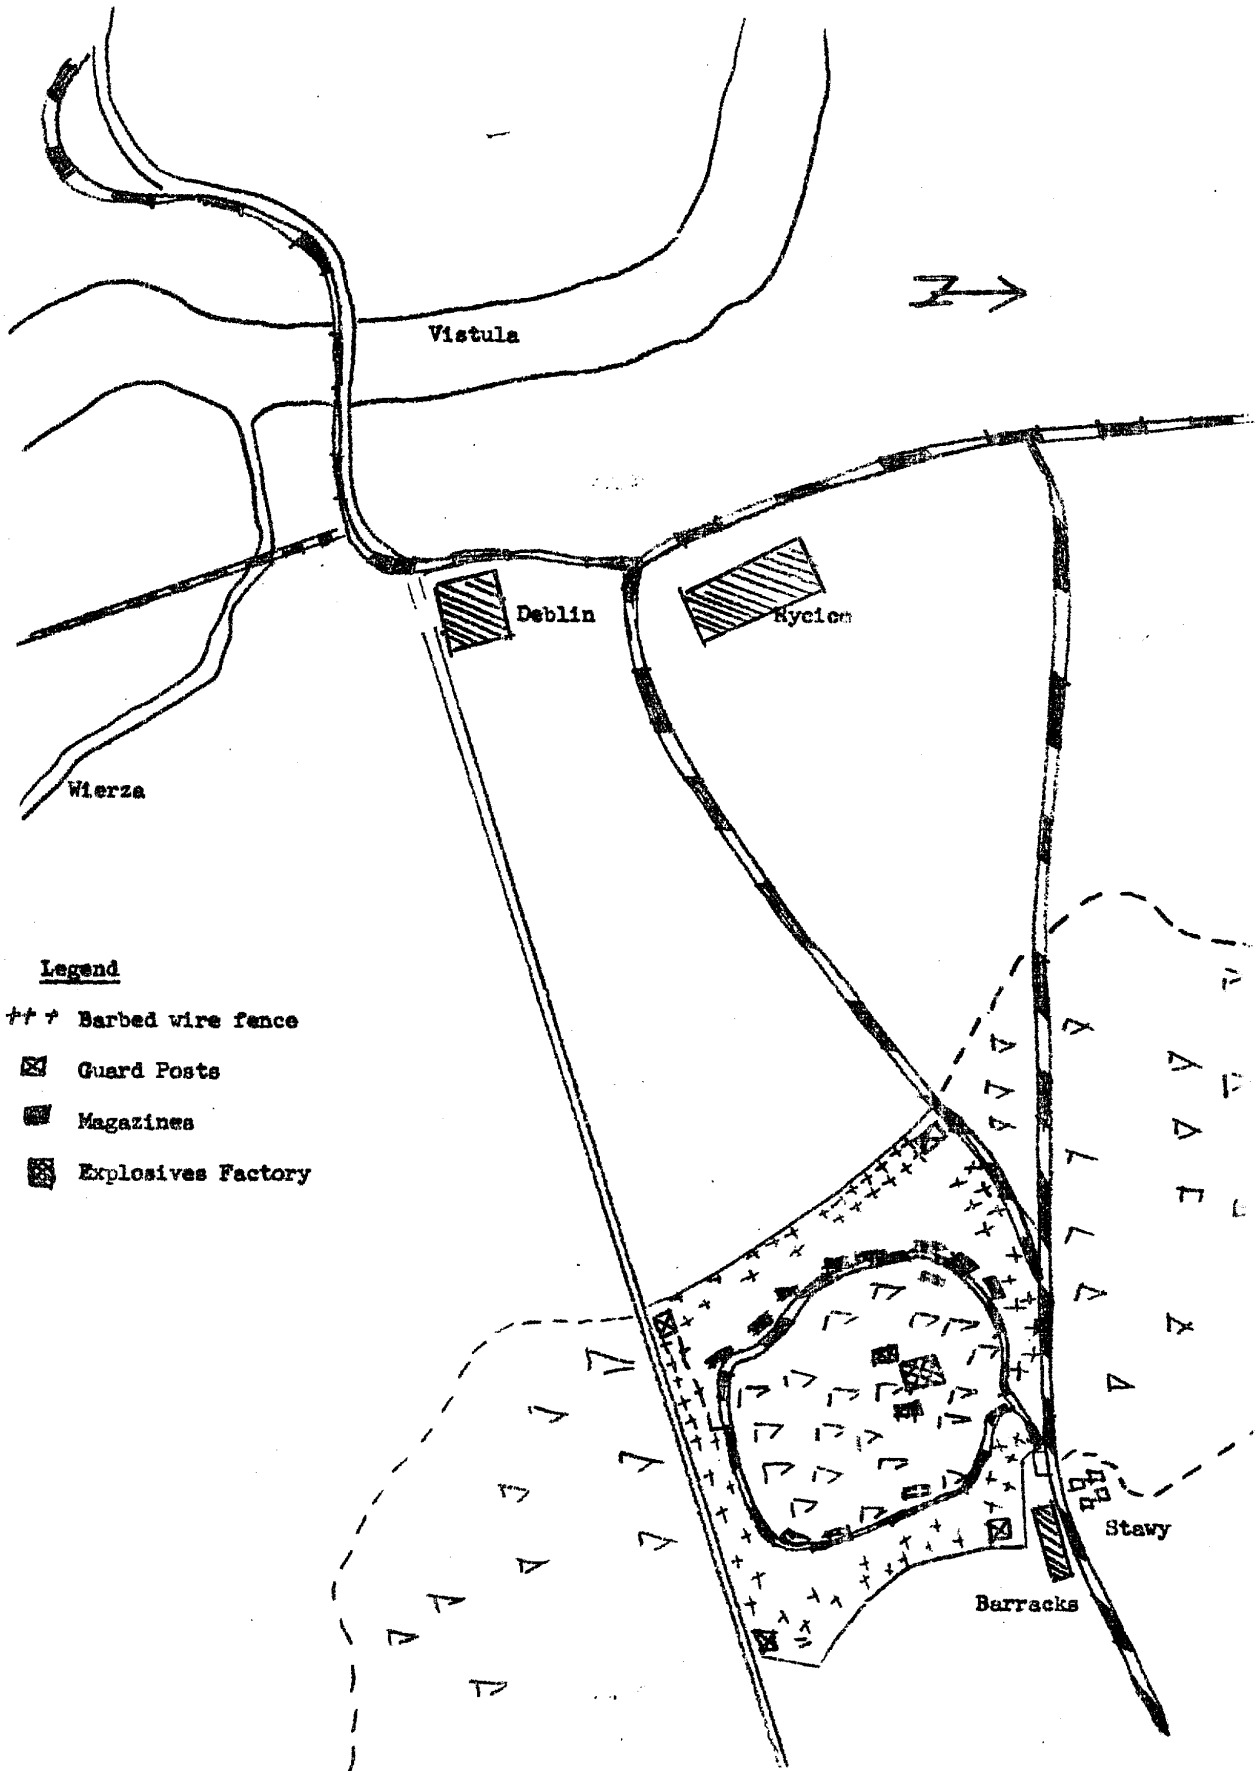 N
Vistula
Deblin
Rycice
Wierza
Legend
Barbed wire fence
Guard Posts
Magazines
Explosives Factory
Stawy
Barracks